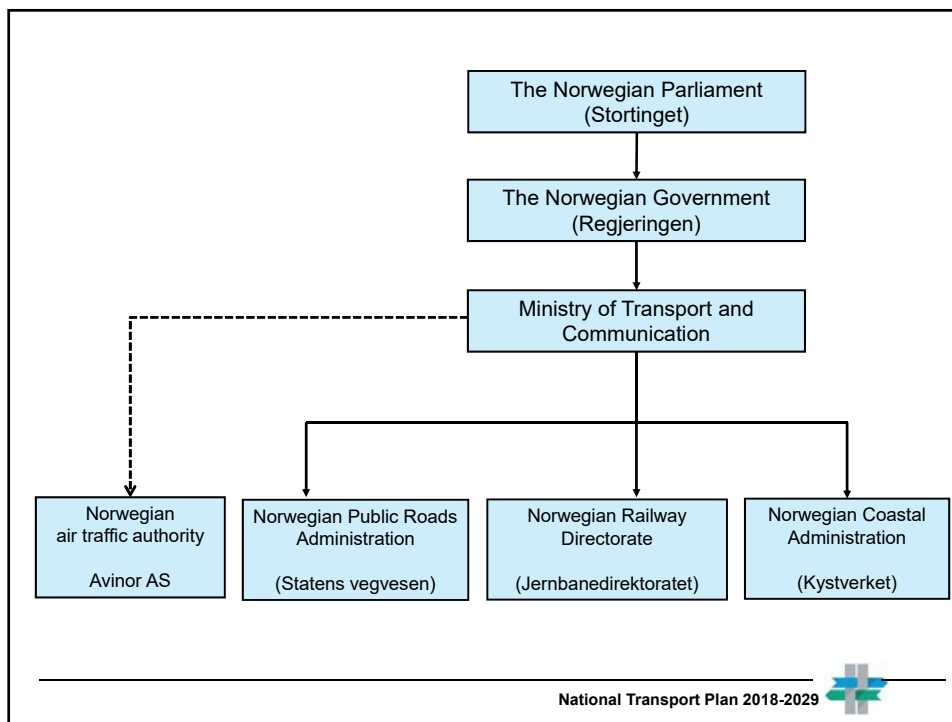 The Norwegian Parliament
(Stortinget)
The Norwegian Government
(Regjeringen)
Ministry of Transport and
Communication
Norwegian
air traffic authority
Avinor AS
Norwegian Public Roads
Administration
(Statens vegvesen)
Norwegian Railway
Directorate
(Jernbanedirektoratet)
Norwegian Coastal
Administration
(Kystverket)
National Transport Plan 2018-2029